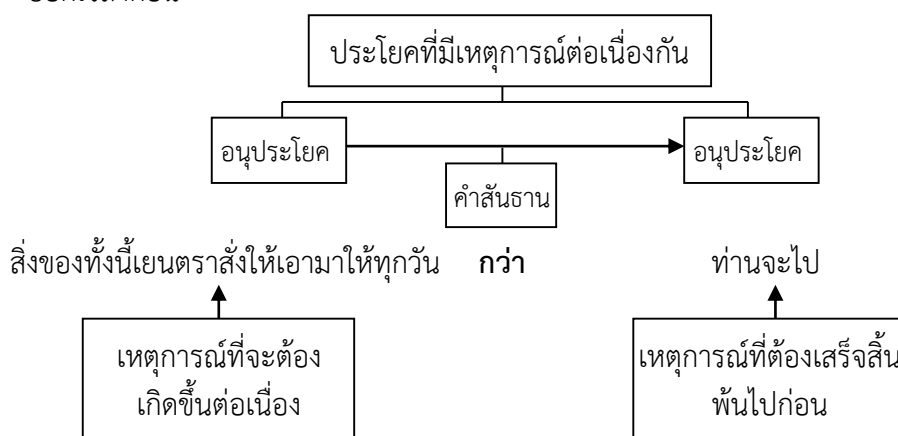 ประโยคที่มีเหตุการณ์ต่อเนื่องกัน
อนุประโยค อนุประโยค
คำสันธาน
สิ่งของทั้งนี้เยนตราสั่งให้เอามาให้ทุกวัน กว่า ท่านจะไป
เหตุการณ์ที่จะต้อง เหตุการณ์ที่ต้องเสร็จสิ้น
เกิดขึ้นต่อเนื่อง พ้นไปก่อน